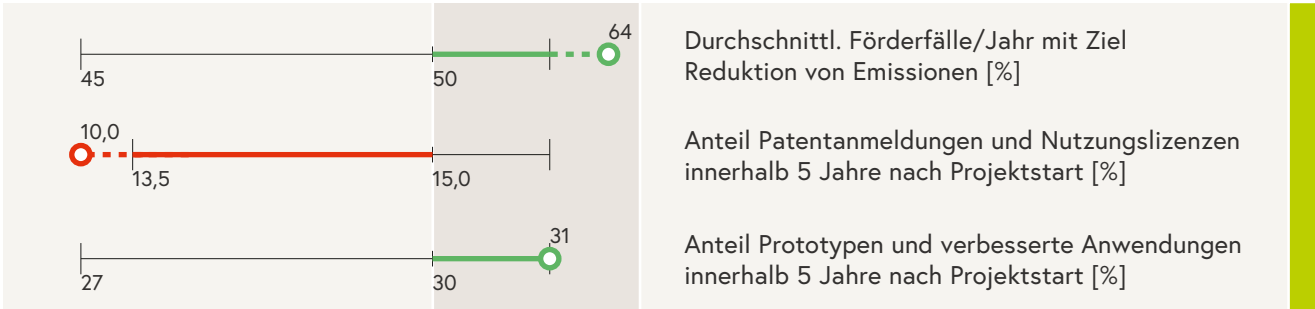 64
45
50
Durchschnittl. Förderfälle/Jahr mit Ziel
Reduktion von Emissionen [%]
10,0
13,5
15,0
Anteil Patentanmeldungen und Nutzungslizenzen
innerhalb 5 Jahre nach Projektstart [%]
31
27
30
Anteil Prototypen und verbesserte Anwendungen
innerhalb 5 Jahre nach Projektstart [%]